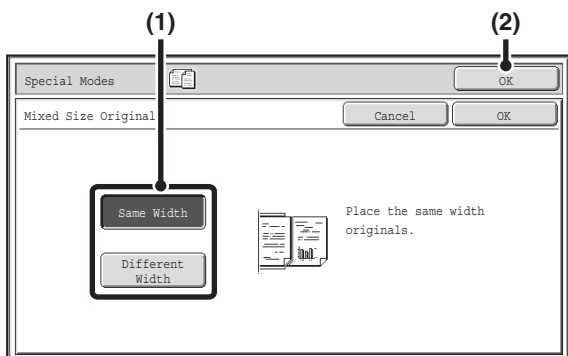 (1) (2)
Special Modes OK
Mixed Size Original Cancel OK
Same Width
Place the same width
originals.
Different
Width